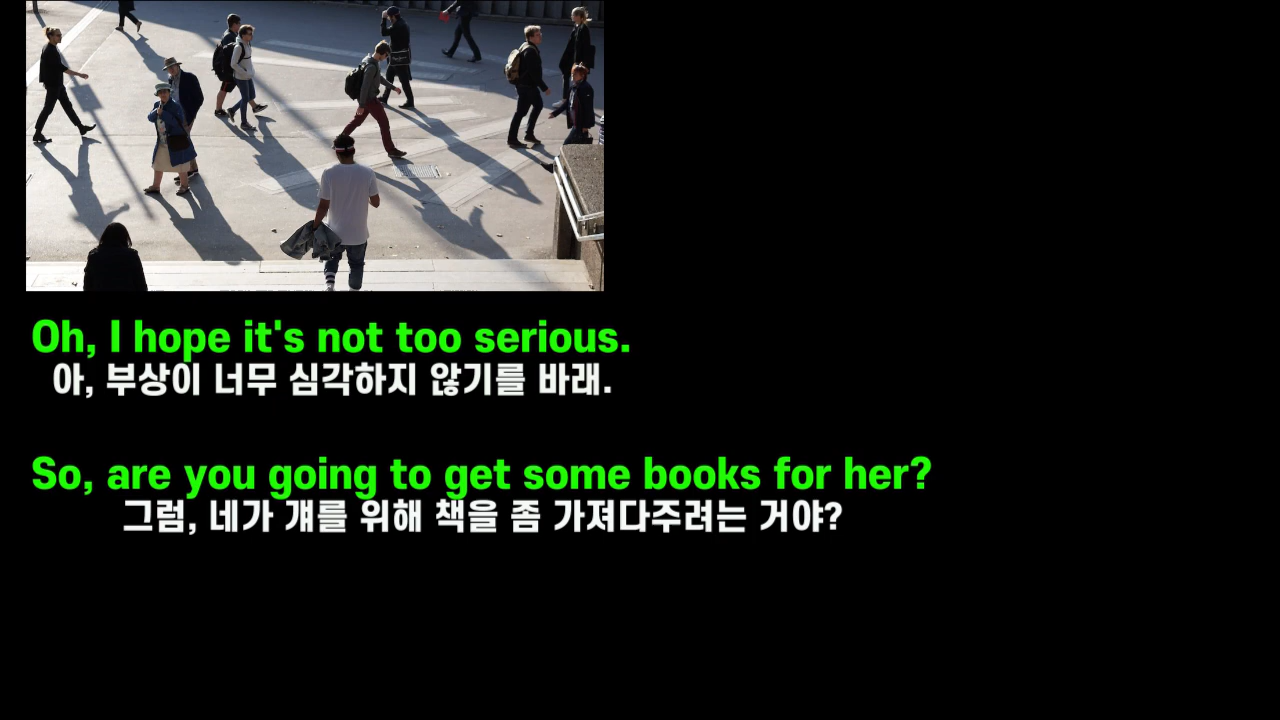 Oh, I hope it's not too serious.
아, 부상이 너무 심각하지 않기를 바래.
So, are you going to get some books for her?
그럼, 네가 걔를 위해 책을 좀 가져다주려는 거야?